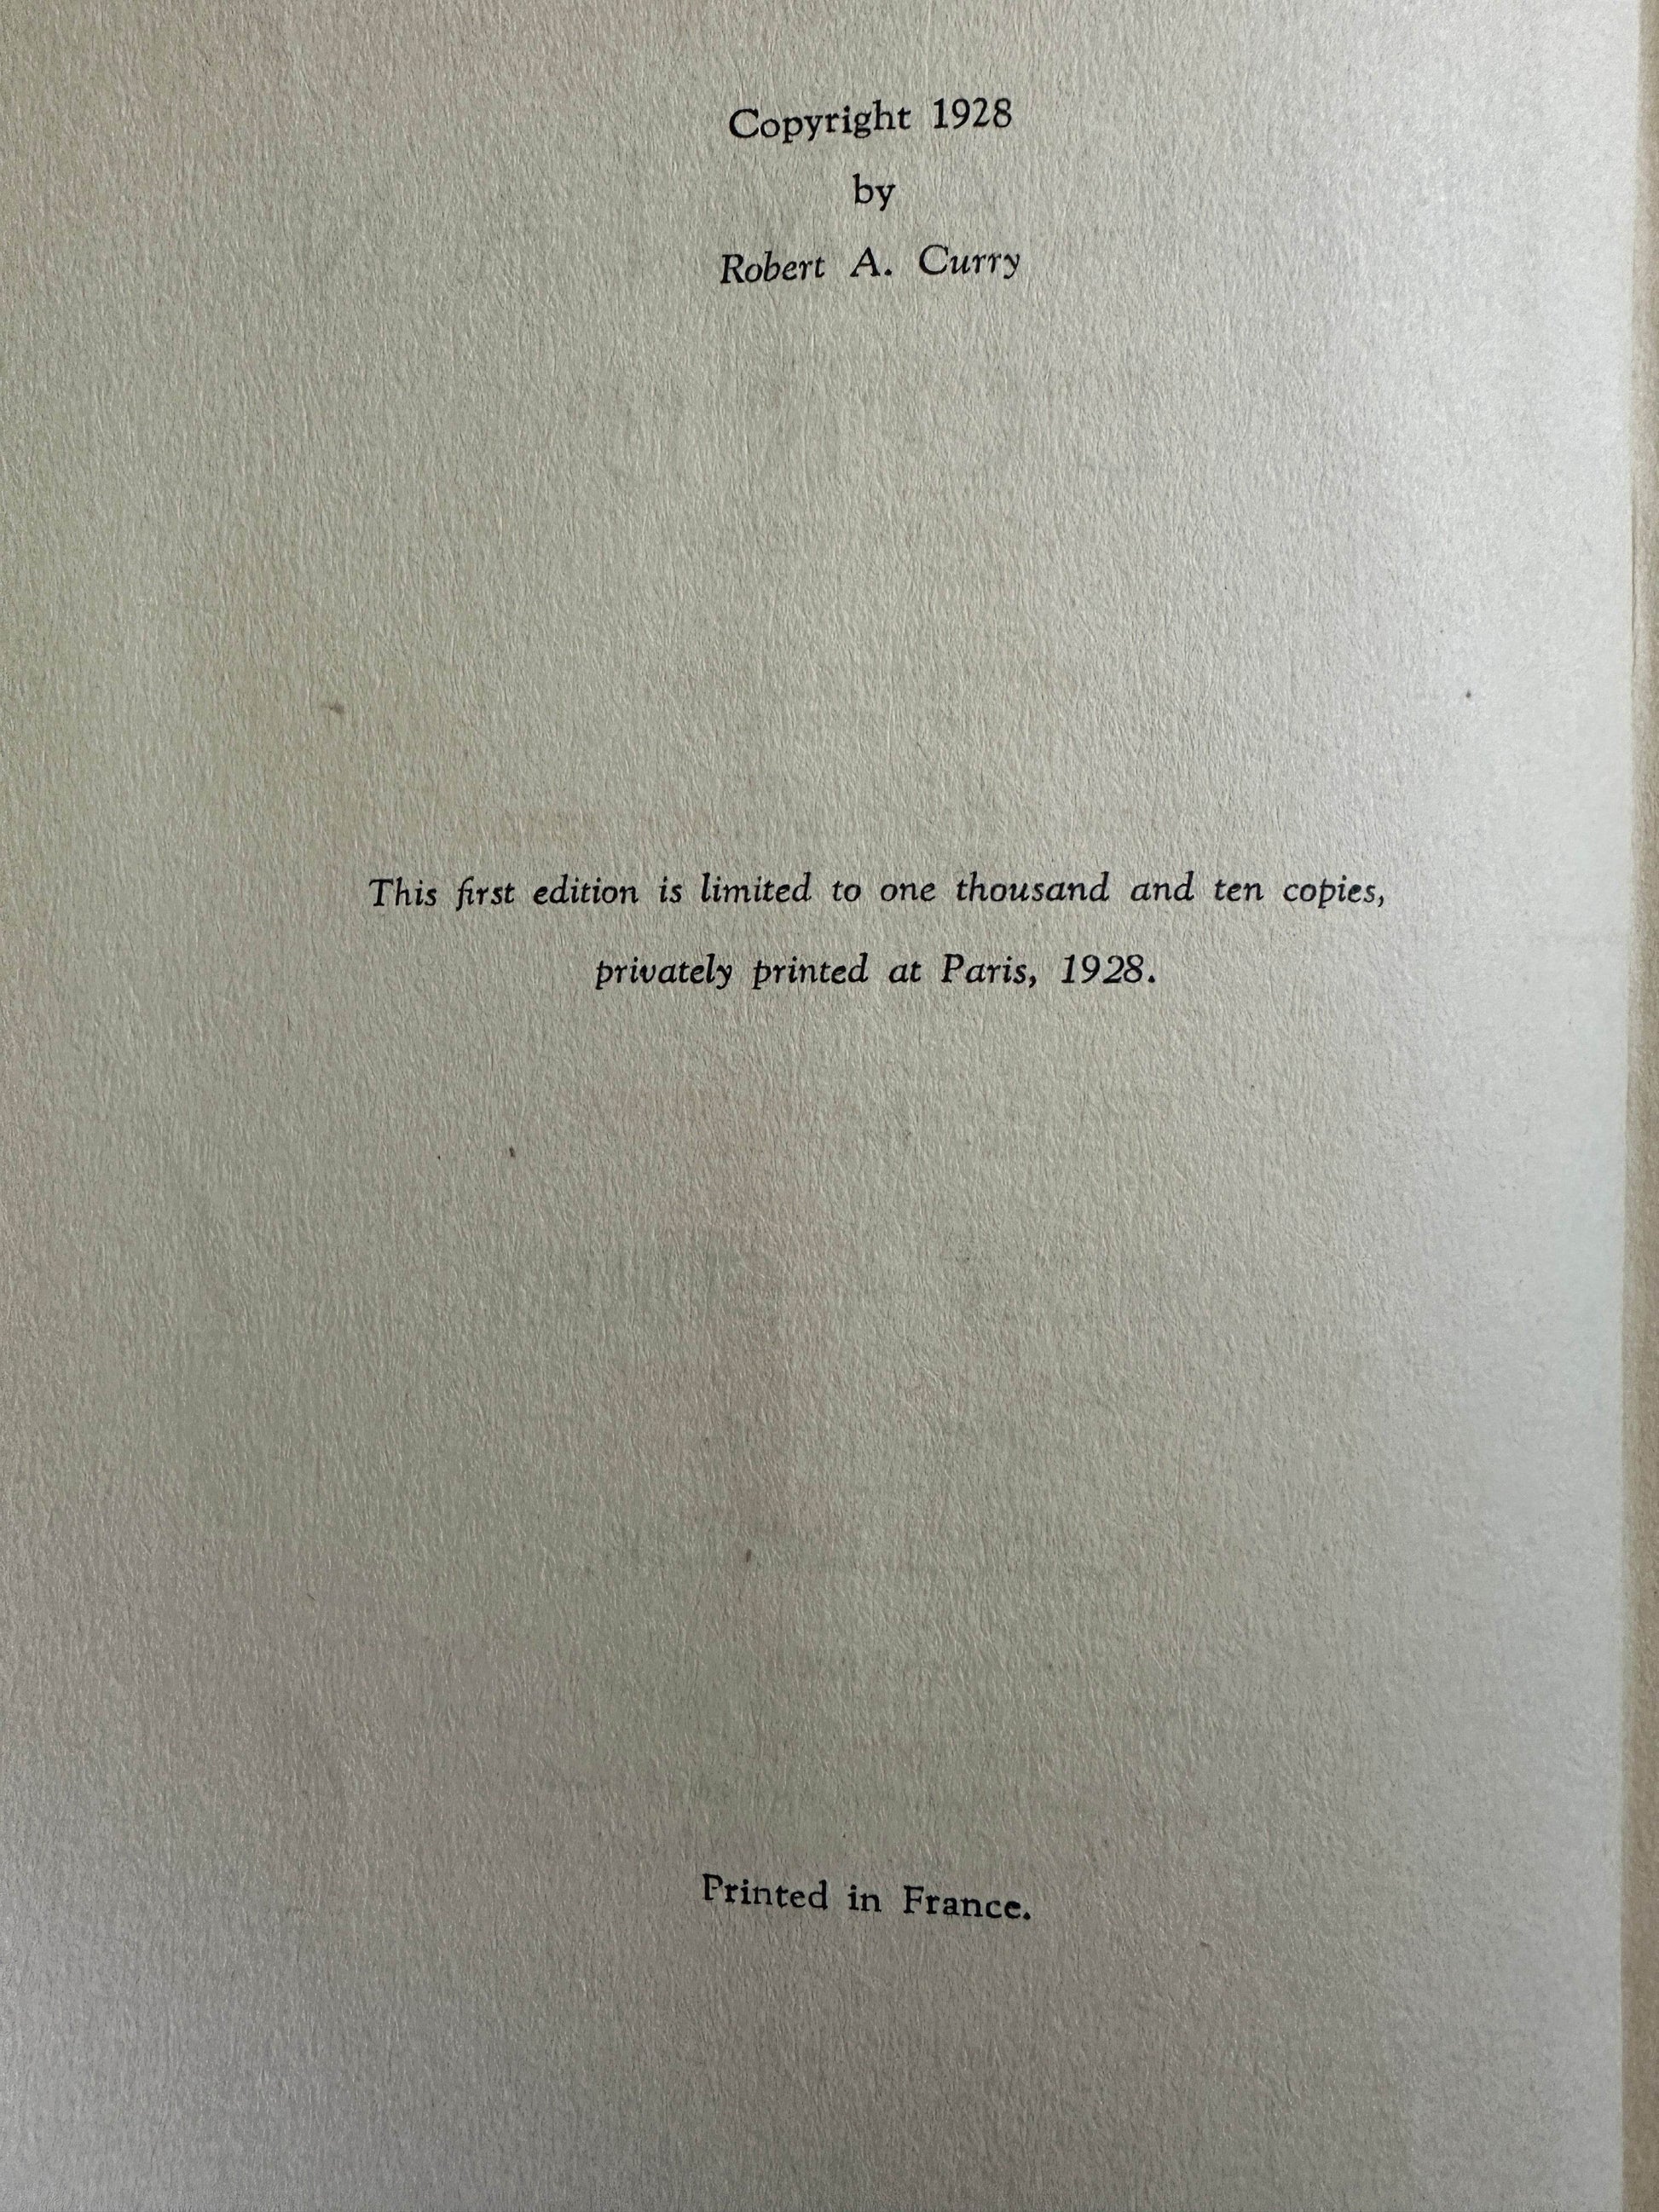 Copyright 1928
by
Robert A. Curry
This first edition is limited to one thousand and ten copies,
privately printed at Paris, 1928.
Printed in France.